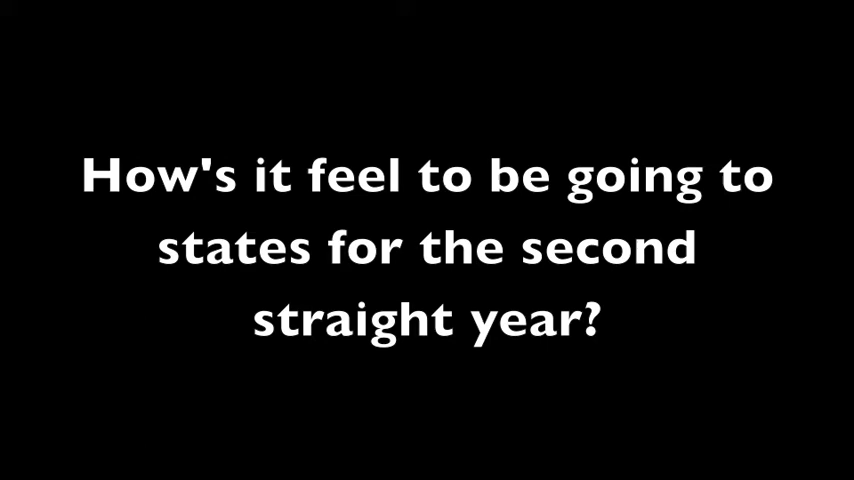 How's it feel to be going to
states for the second
straight year?